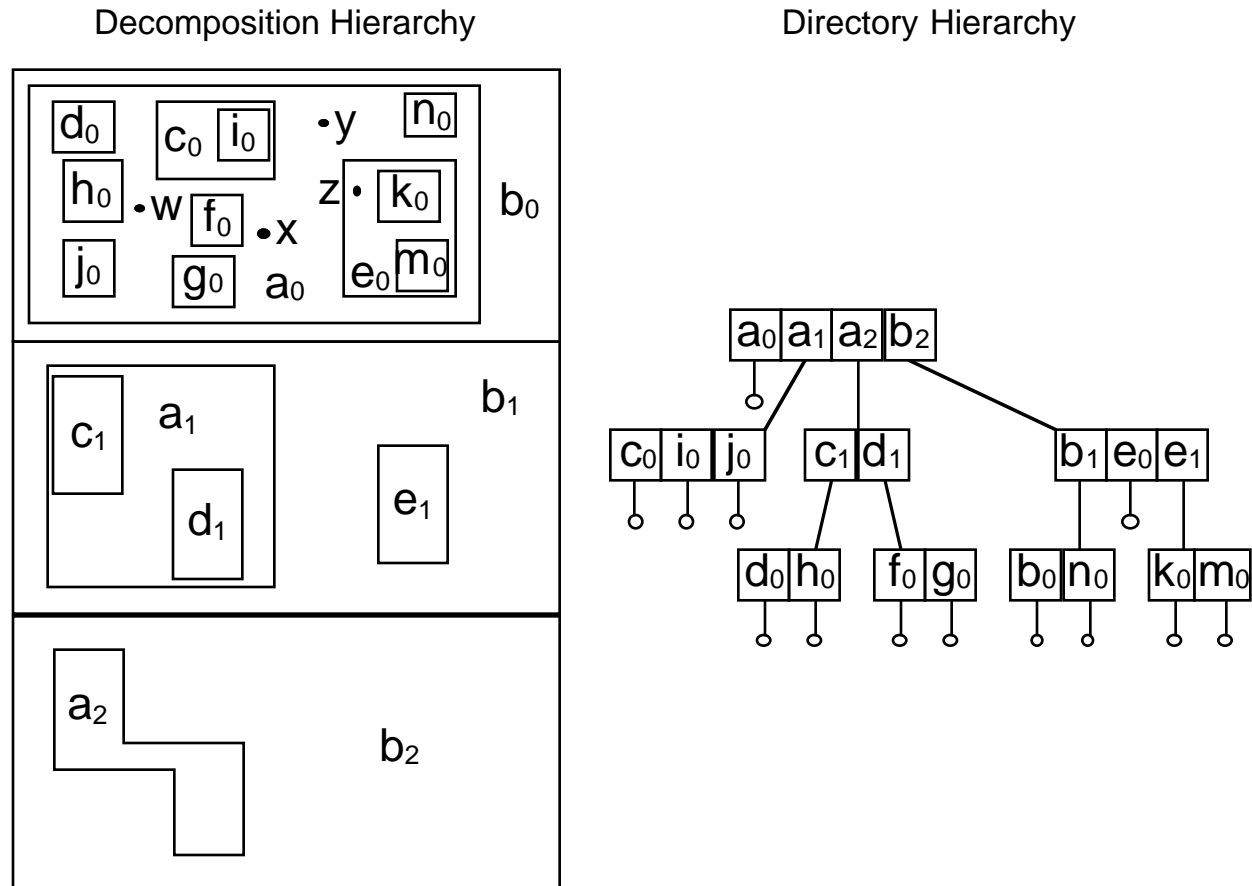 Decomposition Hierarchy
Directory Hierarchy
d0
c0 i0
y
n0
h0
w
f0
x
z
k0
b0
j0
g0
a0
e0 m0
c1
a1
b1
d1
e1
a2
b2
a0 a1 a2 b2
c0 i0 j0
c1 d1
b1 e0 e1
d0 h0
f0 g0
b0 n0
k0 m0